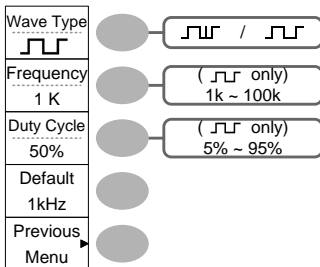 Wave Type
/
Frequency
1 K
( only)
1k ~ 100k
Duty Cycle
50%
( only)
5% ~ 95%
Default
1kHz
Previous
Menu